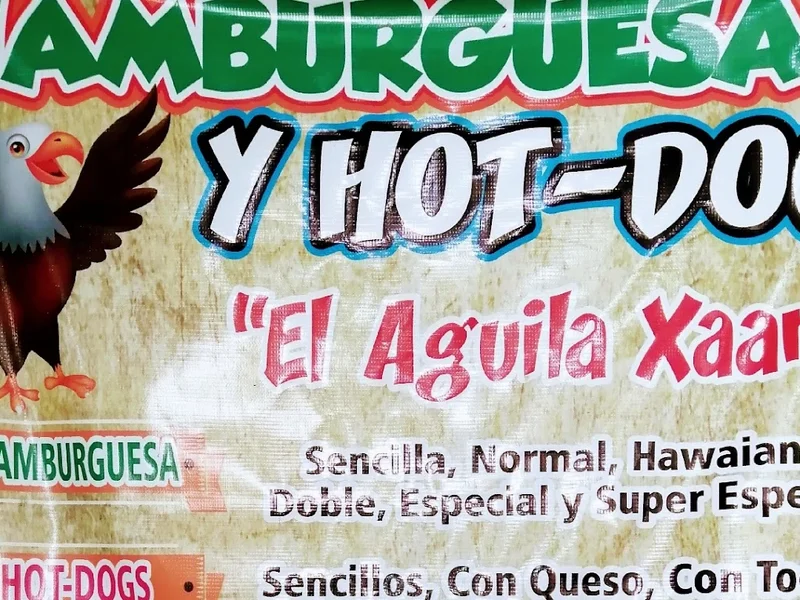 AMBURGUESA
Y HOT-DO
"El Aguila Xaa
AMBURGUESA
Sencilla, Normal, Hawaian
Doble, Especial y Super Espe
HOT-DOGS
Sencillos, Con Queso, Con To